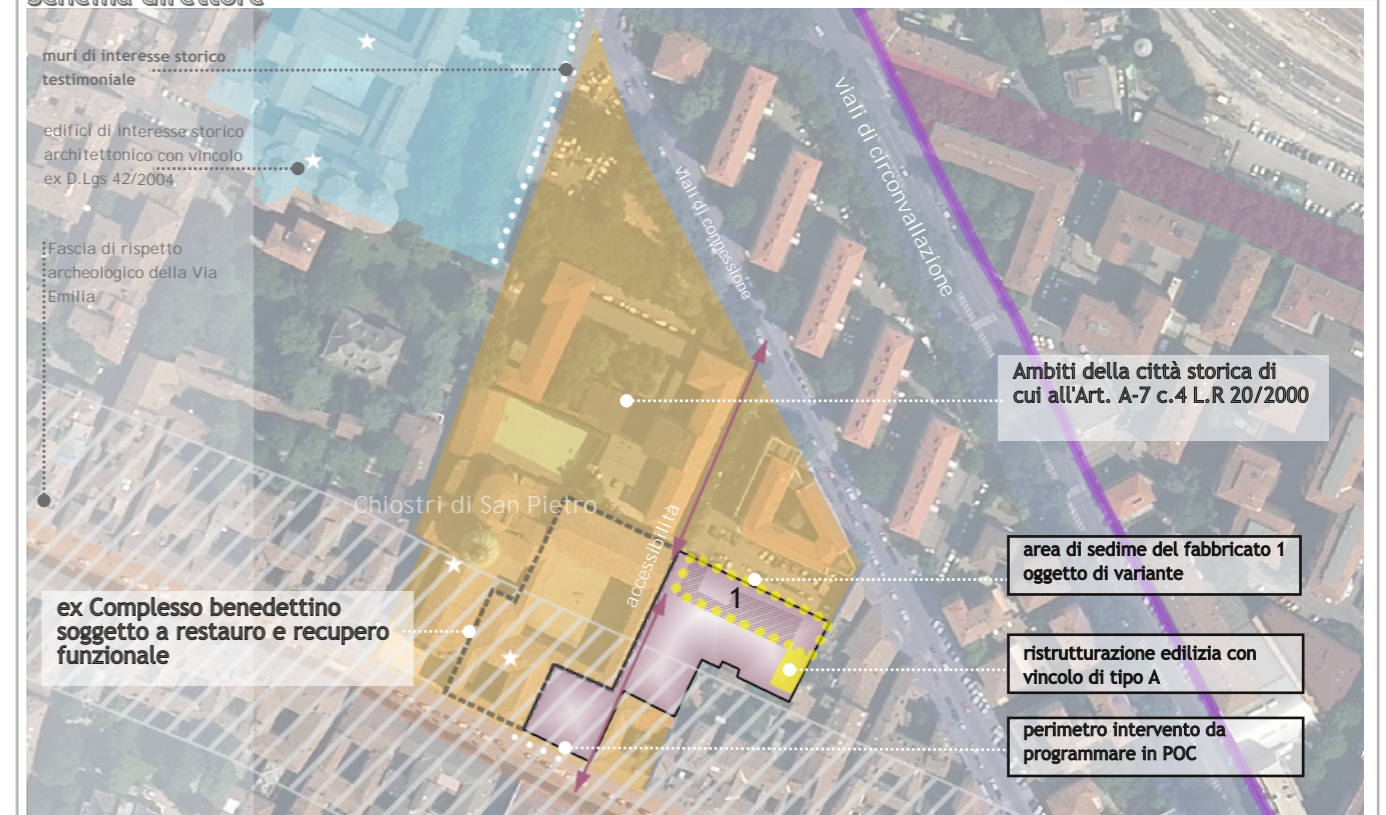 schema direttore
muri di interesse storico
testimoniale
edifici di interesse storico
architettonico con vincolo
ex D.Lgs 42/2004
Fascia di rispetto
archeologico della Via
Emilia
viali di connessione
viali di circonvallazione
Ambiti della città storica di
cui all'Art. A-7 c.4 L.R 20/2000
Chiostri di San Pietro
accessibilità
1
area di sedime del fabbricato 1
oggetto di variante
ex Complesso benedettino
soggetto a restauro e recupero
funzionale
ristrutturazione edilizia con
vincolo di tipo A
perimetro intervento da
programmare in POC